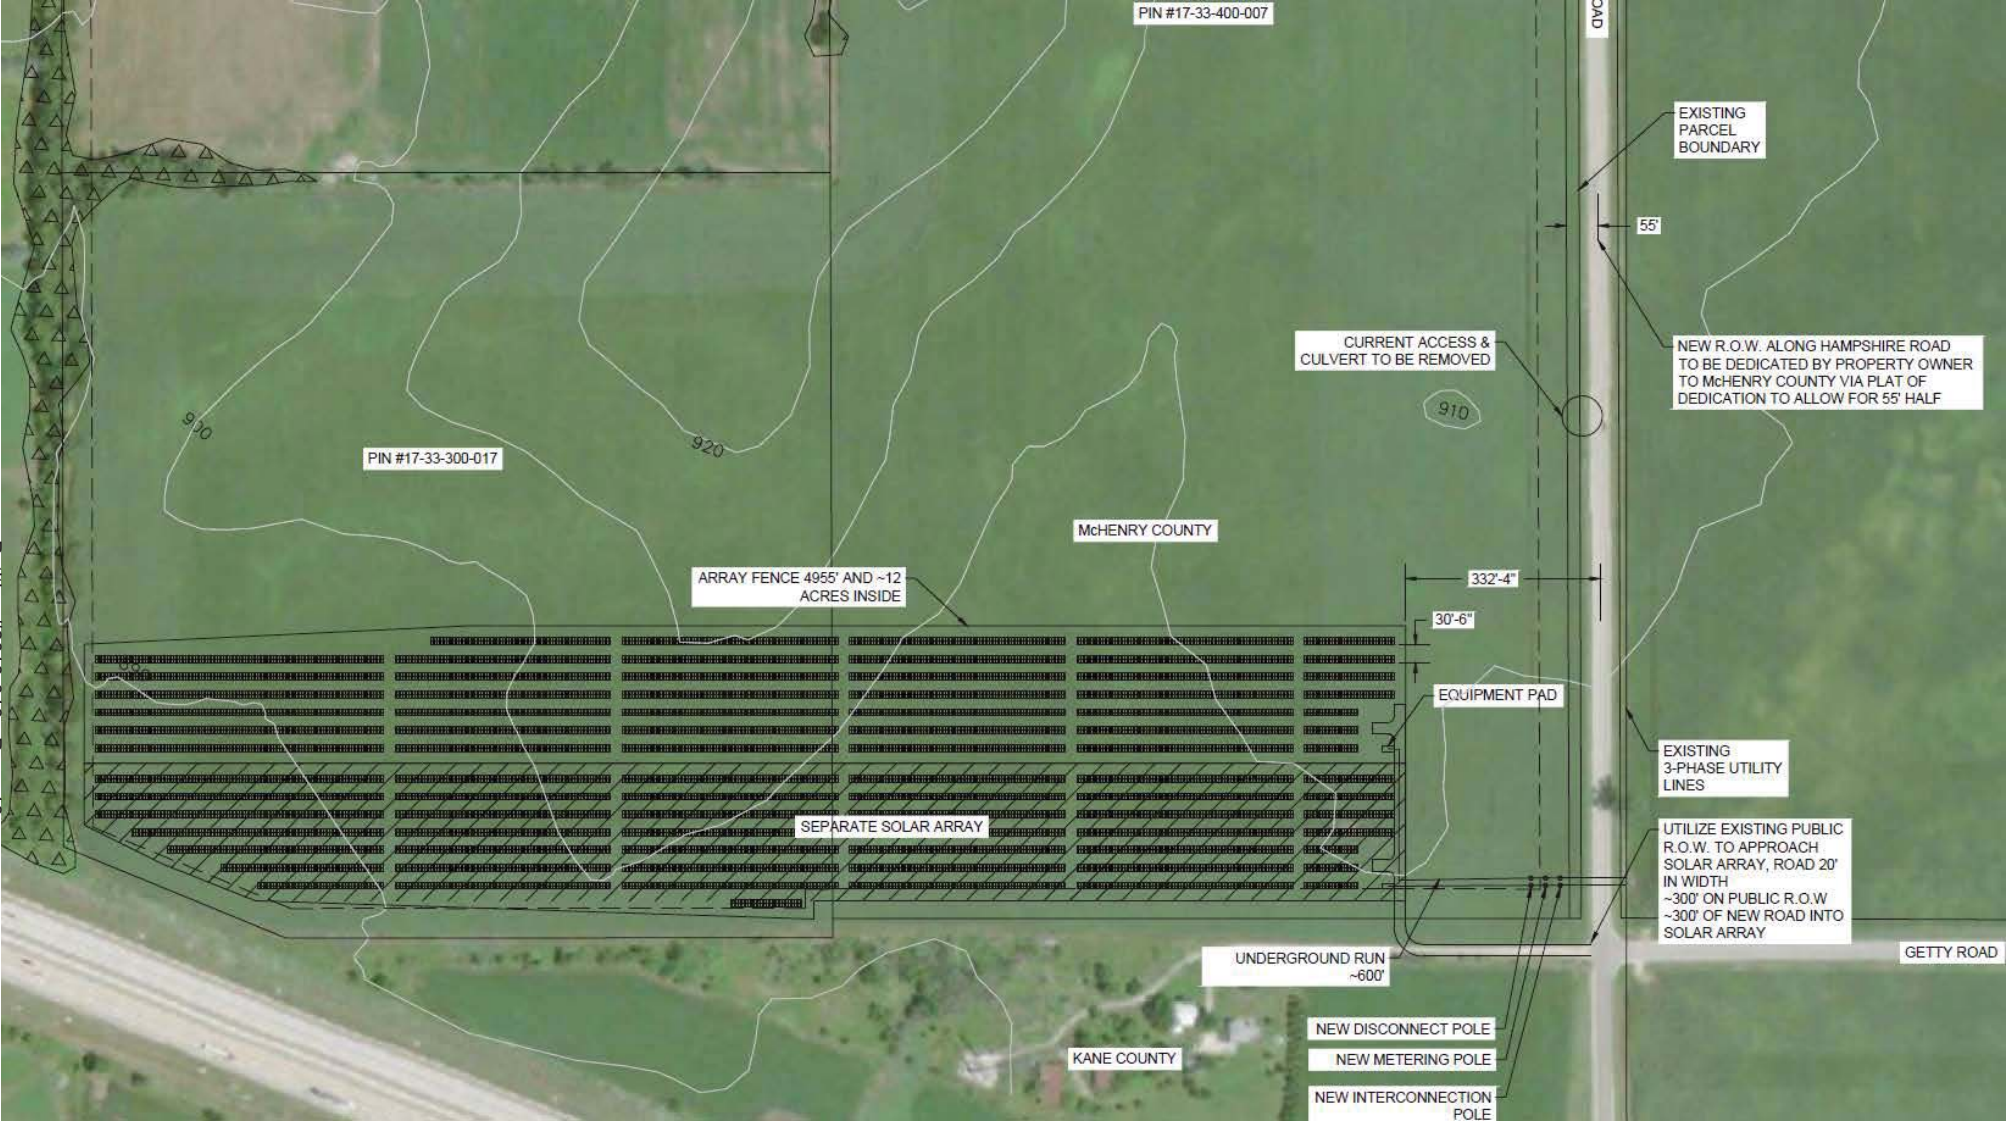 PIN #17-33-400-007
OAD
EXISTING
PARCEL
BOUNDARY
55'
CURRENT ACCESS &
CULVERT TO BE REMOVED
NEW R.O.W. ALONG HAMPSHIRE ROAD
TO BE DEDICATED BY PROPERTY OWNER
TO McHENRY COUNTY VIA PLAT OF
DEDICATION TO ALLOW FOR 55' HALF
900
920
910
PIN #17-33-300-017
McHENRY COUNTY
ARRAY FENCE 4955' AND ~12
ACRES INSIDE
332'-4"
30'-6"
890
EQUIPMENT PAD
EXISTING
3-PHASE UTILITY
LINES
SEPARATE SOLAR ARRAY
UTILIZE EXISTING PUBLIC
R.O.W. TO APPROACH
SOLAR ARRAY, ROAD 20'
IN WIDTH
~300' ON PUBLIC R.O.W
~300' OF NEW ROAD INTO
SOLAR ARRAY
UNDERGROUND RUN
~600'
GETTY ROAD
NEW DISCONNECT POLE
KANE COUNTY
NEW METERING POLE
NEW INTERCONNECTION
POLE